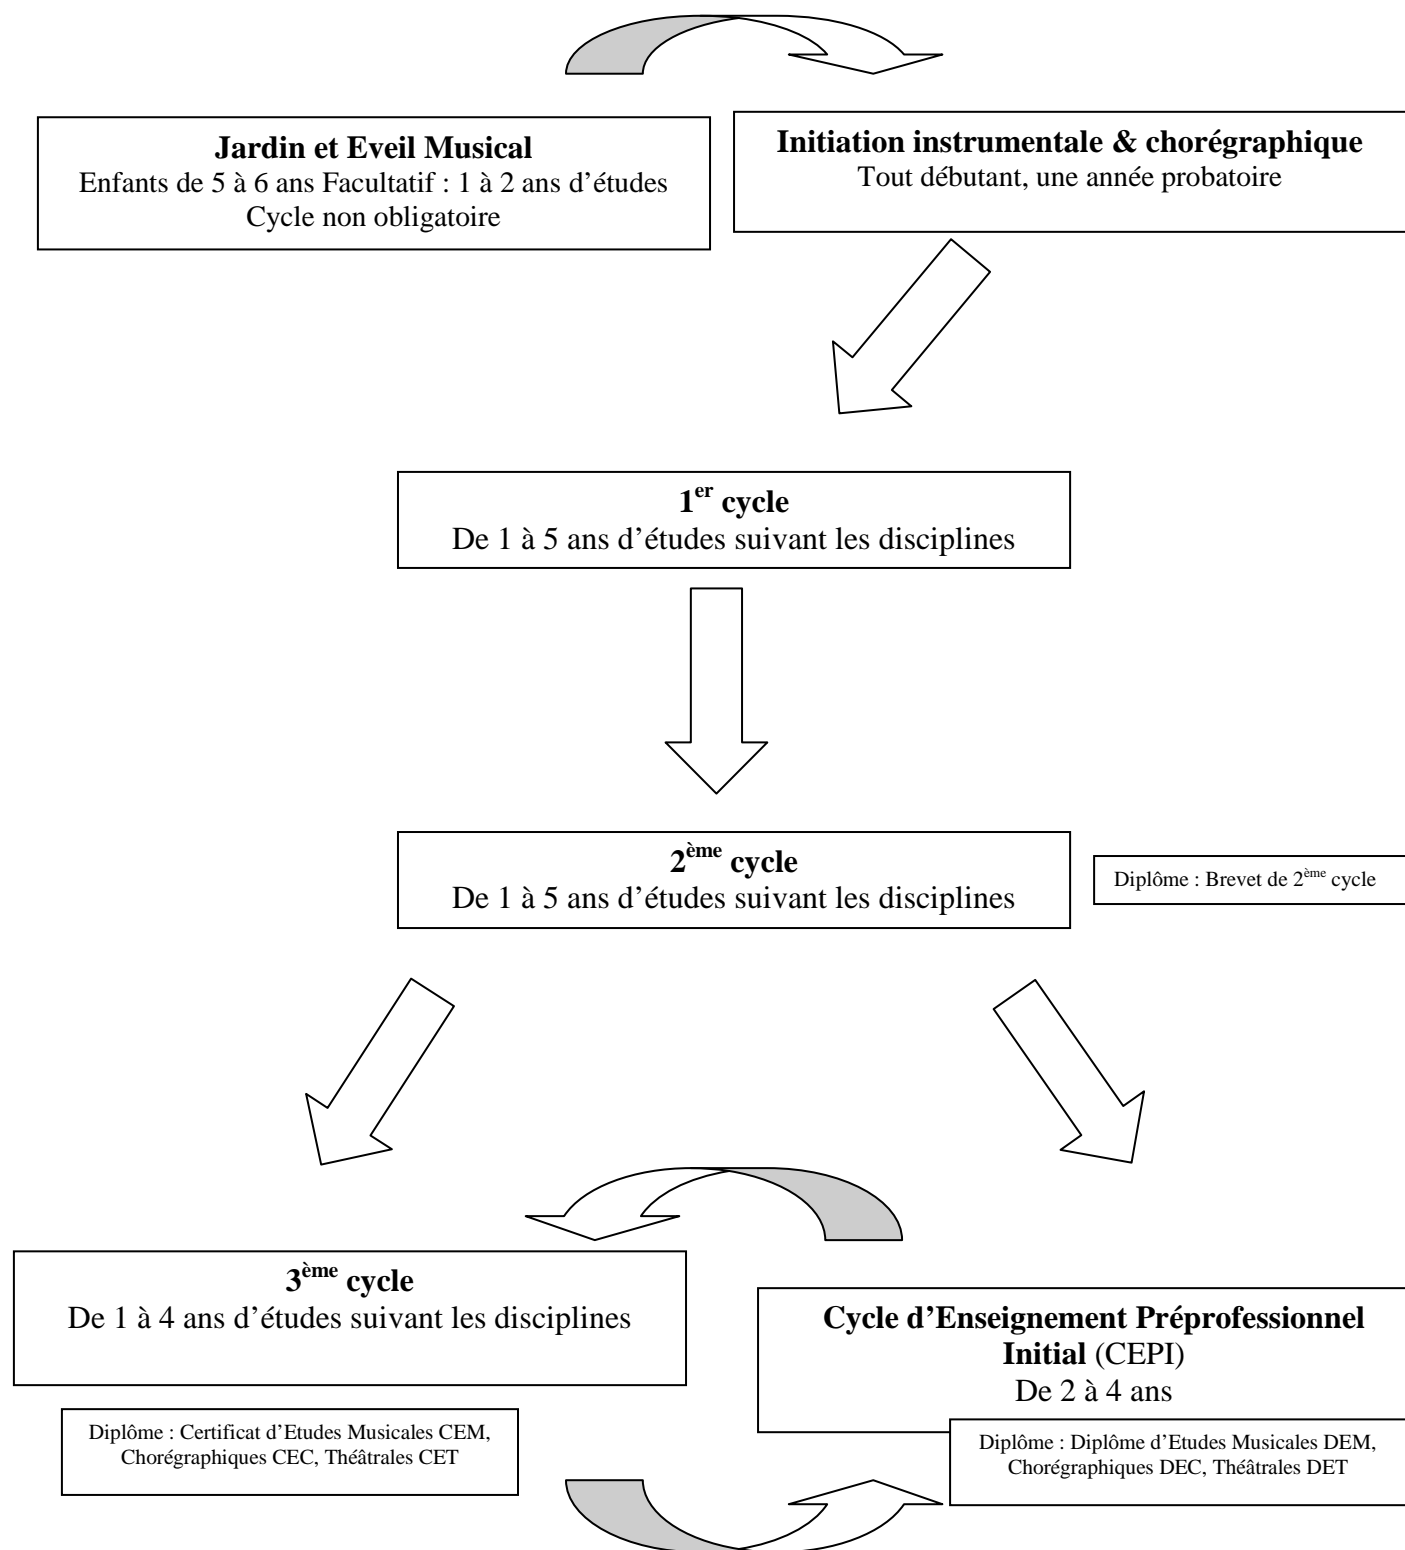 Jardin et Eveil Musical
Enfants de 5 à 6 ans Facultatif : 1 à 2 ans d’études
Cycle non obligatoire
Initiation instrumentale & chorégraphique
Tout débutant, une année probatoire
1er cycle
De 1 à 5 ans d’études suivant les disciplines
2ème cycle
De 1 à 5 ans d’études suivant les disciplines
Diplôme : Brevet de 2ème cycle
3ème cycle
De 1 à 4 ans d’études suivant les disciplines
Cycle d’Enseignement Préprofessionnel
Initial (CEPI)
De 2 à 4 ans
Diplôme : Certificat d’Etudes Musicales CEM,
Chorégraphiques CEC, Théâtrales CET
Diplôme : Diplôme d’Etudes Musicales DEM,
Chorégraphiques DEC, Théâtrales DET